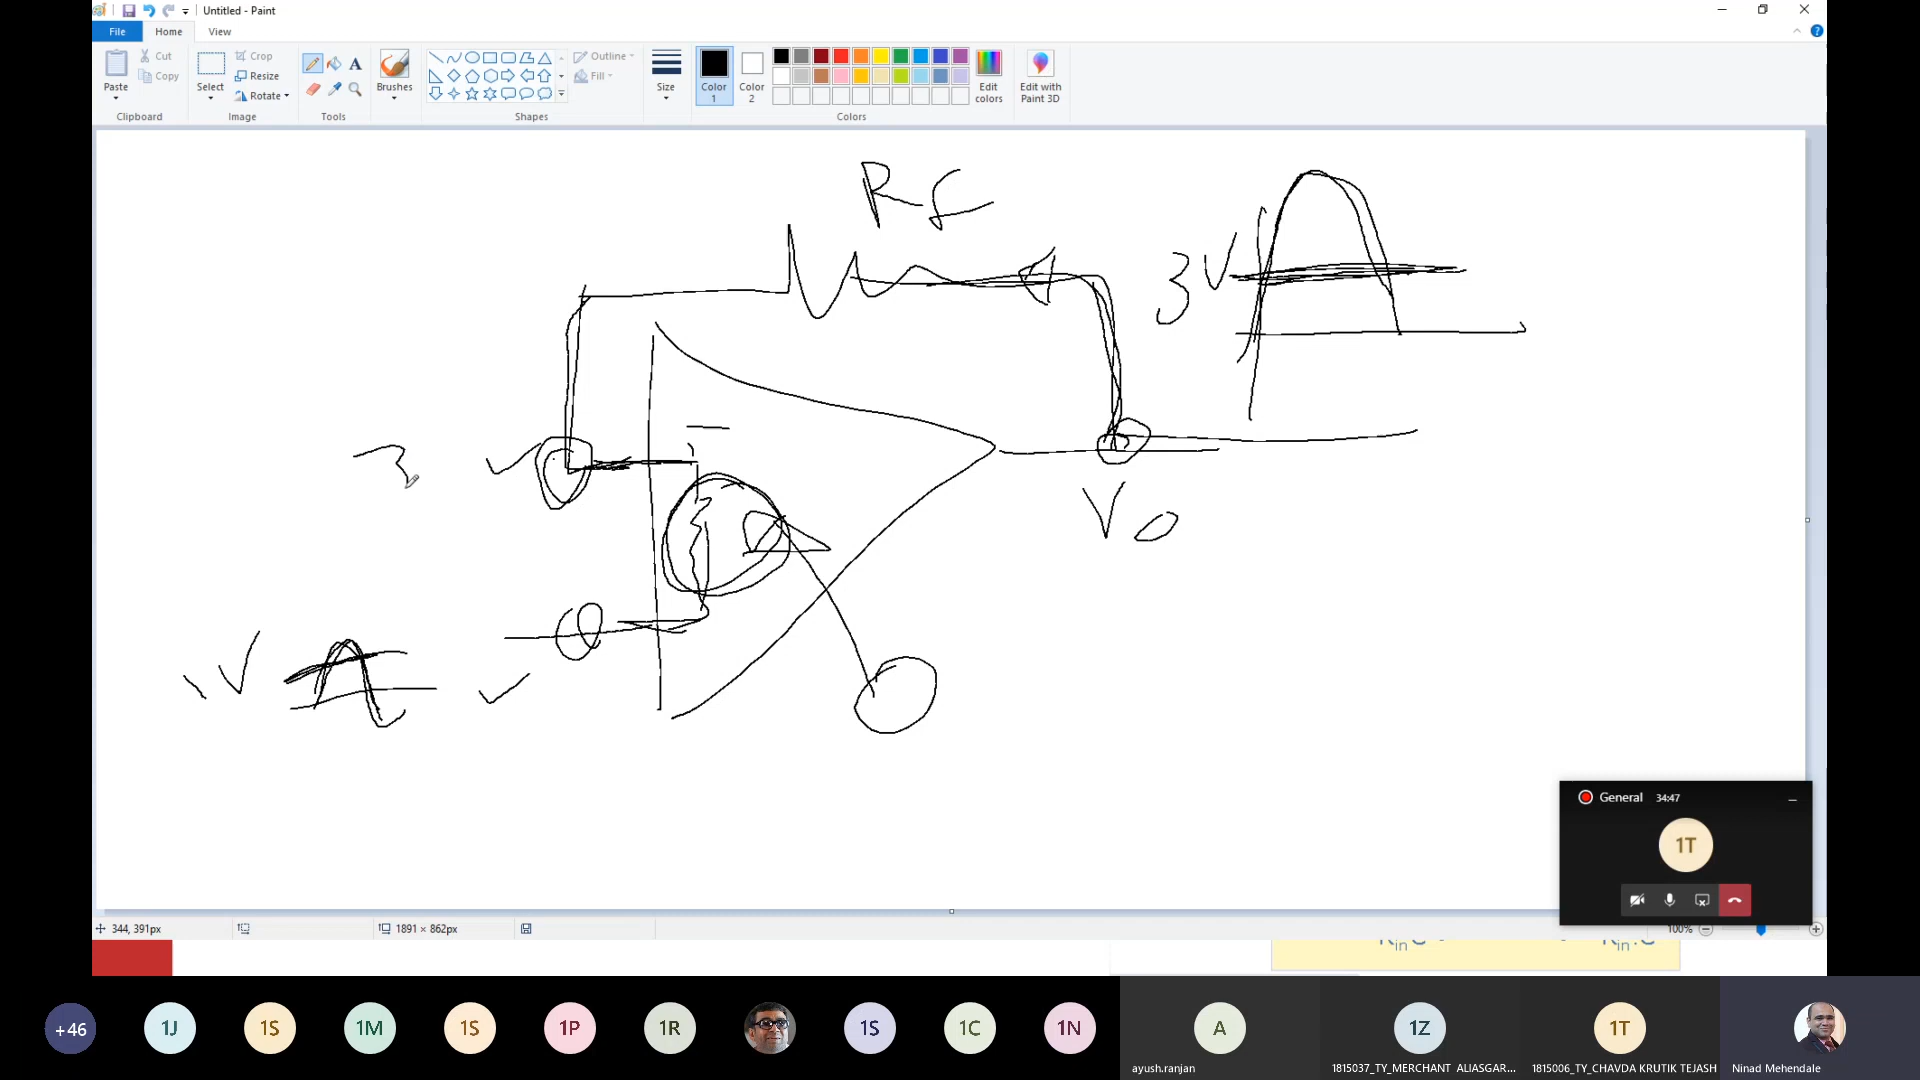 Untitled - Paint
File
Home
View
Paste
Cut
Copy
Clipboard
Select
Crop
Resize
Rotate
Image
Tools
Brushes
Shapes
Outline
Fill
Size
Color
1
Color
2
Edit
colors
Colors
Edit with
Paint 3D
RF
3V
3
V0
1V
General 34:47
1T
344, 391px
1891 × 862px
100%
+46
1J
1S
1M
1S
1P
1R
1S
1C
1N
A
1Z
1T
ayush.ranjan
1815037_TY_MERCHANT ALIASGAR...
1815006_TY_CHAVDA KRUTIK TEJASH
Ninad Mehendale